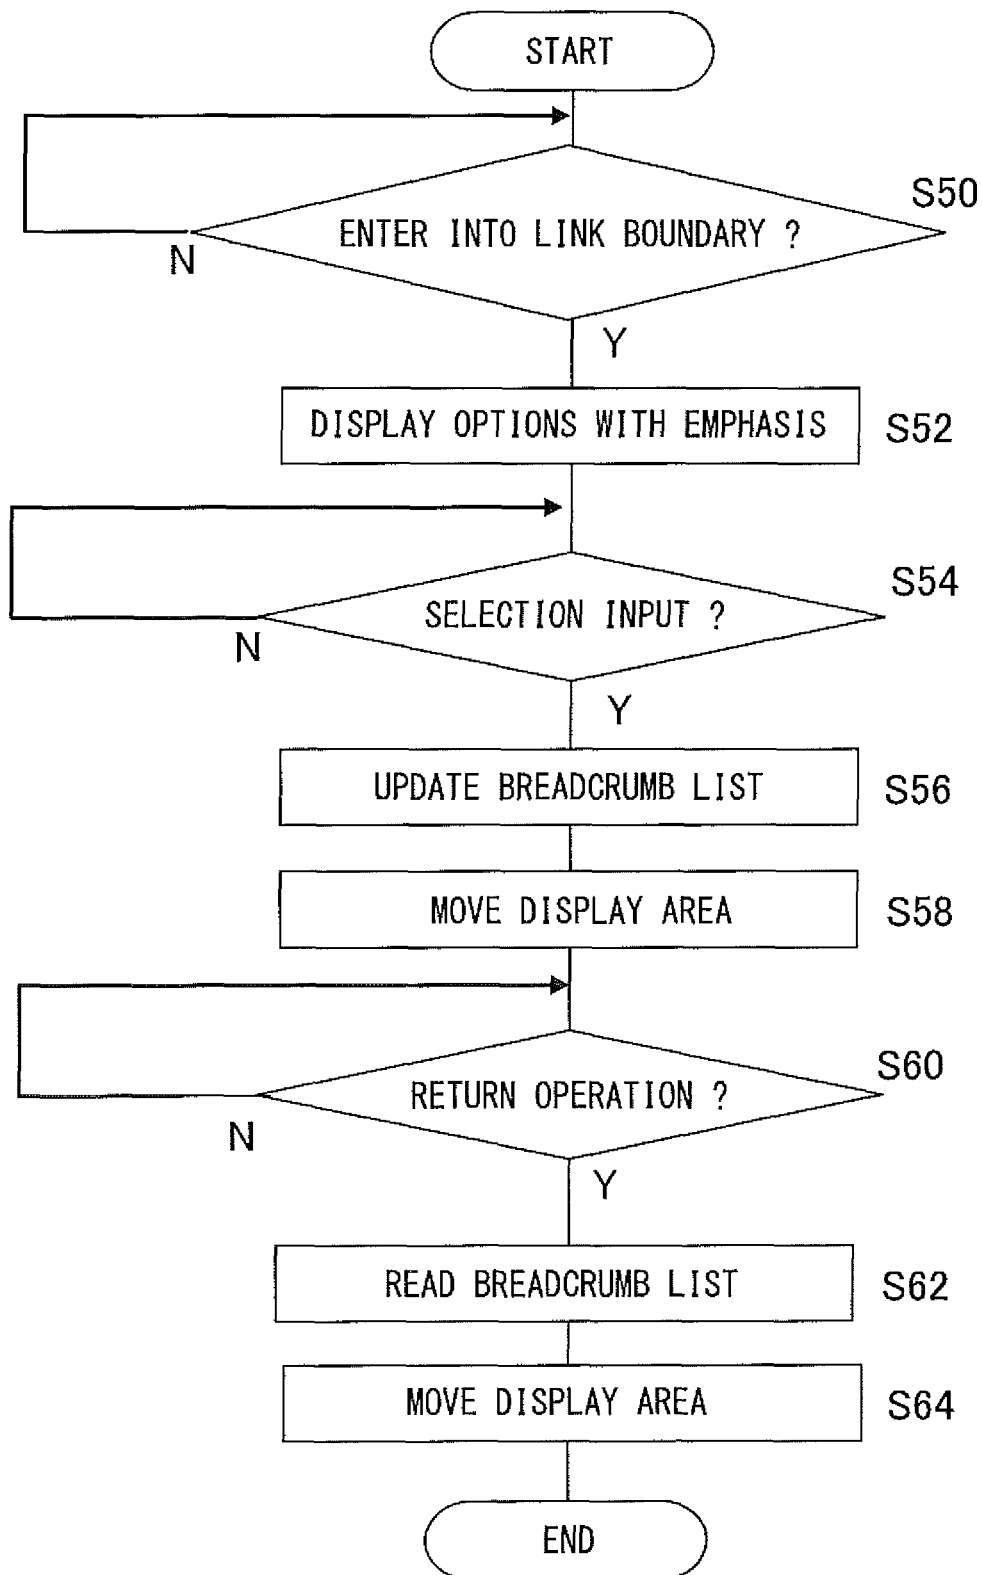 START
S50
ENTER INTO LINK BOUNDARY ?
N
Y
DISPLAY OPTIONS WITH EMPHASIS
S52
S54
SELECTION INPUT ?
N
Y
UPDATE BREADCRUMB LIST
S56
MOVE DISPLAY AREA
S58
S60
RETURN OPERATION ?
N
Y
READ BREADCRUMB LIST
S62
MOVE DISPLAY AREA
S64
END